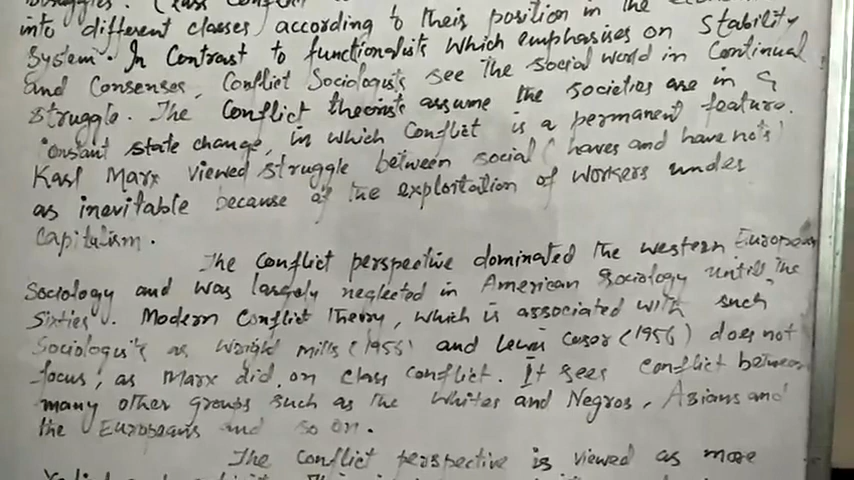 struggles. (Class Conf
into different classes according to their position in the
System. In Contrast to functionalists which emphasises on Stability
and Consenses, Conflict Sociologists see the social world in Continual
struggle. The Conflict theorists assume the societies are in a
Constant state change, in which Conflict is a permanent feature.
Karl Marx viewed struggle between social (haves and have nots)
as inevitable because of the exploitation of workers under
Capitalism.
The Conflict perspective dominated the western European
Sociology and was largely neglected in American Sociology untill the
Sixties. Modern Conflict Theory, which is associated with such
Sociologists as Wright Mills (1956) and Lewis Coser (1956) does not
focus, as Marx did, on Class Conflict. It sees Conflict between
many other groups such as the Whites and Negros, Asians and
the Europeans and so on.
The Conflict perspective is viewed as more